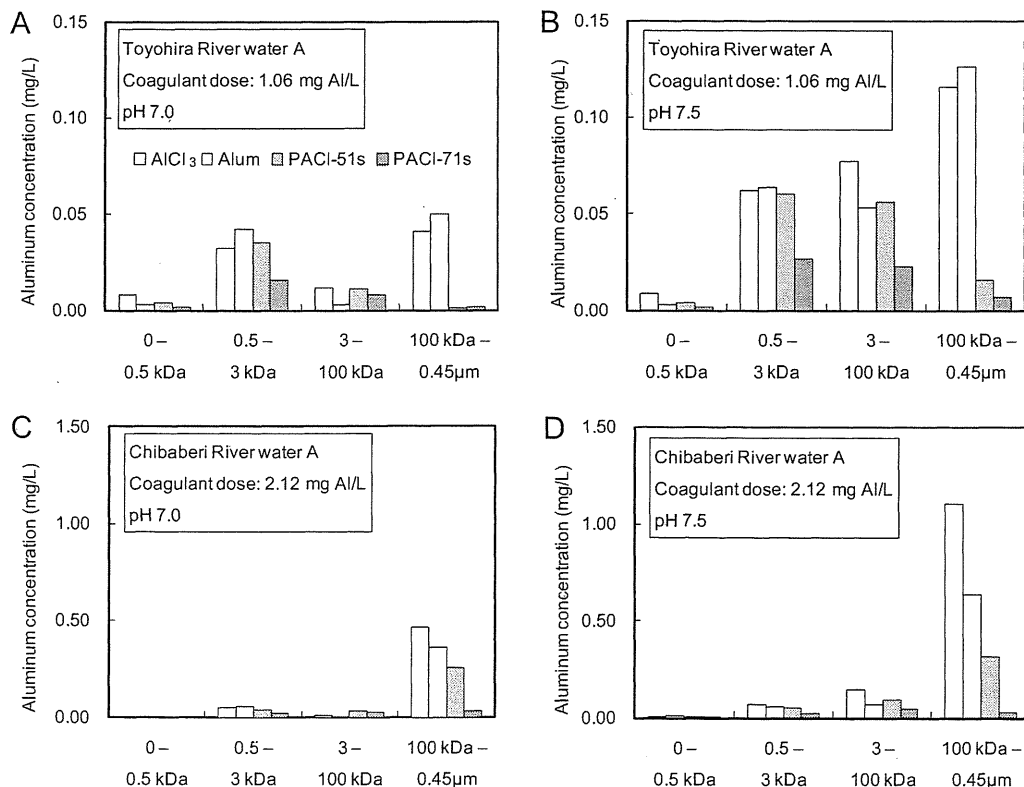 A
Aluminum concentration (mg/L)
0.15
0.10
0.05
0.00
Toyohira River water A
Coagulant dose: 1.06 mg Al/L
pH 7.0
AlCl3 Alum PACl-51s PACl-71s
0 – 0.5 – 3 – 100 kDa –
0.5 kDa 3 kDa 100 kDa 0.45µm
B
Aluminum concentration (mg/L)
0.15
0.10
0.05
0.00
Toyohira River water A
Coagulant dose: 1.06 mg Al/L
pH 7.5
0 – 0.5 – 3 – 100 kDa –
0.5 kDa 3 kDa 100 kDa 0.45µm
C
Aluminum concentration (mg/L)
1.50
1.00
0.50
0.00
Chibaberi River water A
Coagulant dose: 2.12 mg Al/L
pH 7.0
0 – 0.5 – 3 – 100 kDa –
0.5 kDa 3 kDa 100 kDa 0.45µm
D
Aluminum concentration (mg/L)
1.50
1.00
0.50
0.00
Chibaberi River water A
Coagulant dose: 2.12 mg Al/L
pH 7.5
0 – 0.5 – 3 – 100 kDa –
0.5 kDa 3 kDa 100 kDa 0.45µm